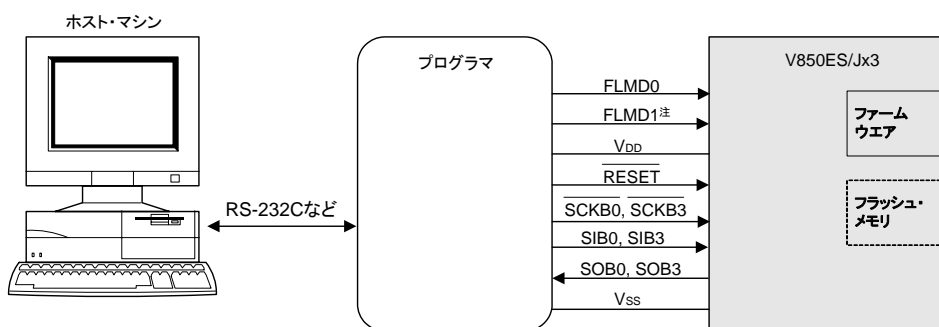 ホスト・マシン
RS-232Cなど
プログラマ
FLMD0
FLMD1注
VDD
RESET
SCKB0, SCKB3
SIB0, SIB3
SOB0, SOB3
VSS
V850ES/Jx3
ファーム
ウエア
フラッシュ・
メモリ